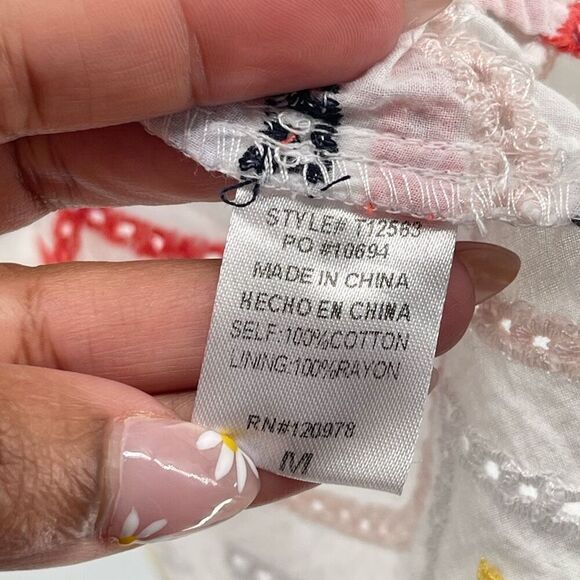 STYLE# T12563
PO #10694
MADE IN CHINA
HECHO EN CHINA
SELF:100%COTTON
LINING:100%RAYON
RN#120978
M